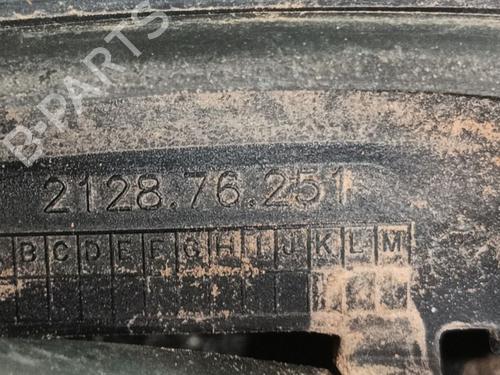 B-PARTS
2128.76.251
B C D E F G H I J K L M